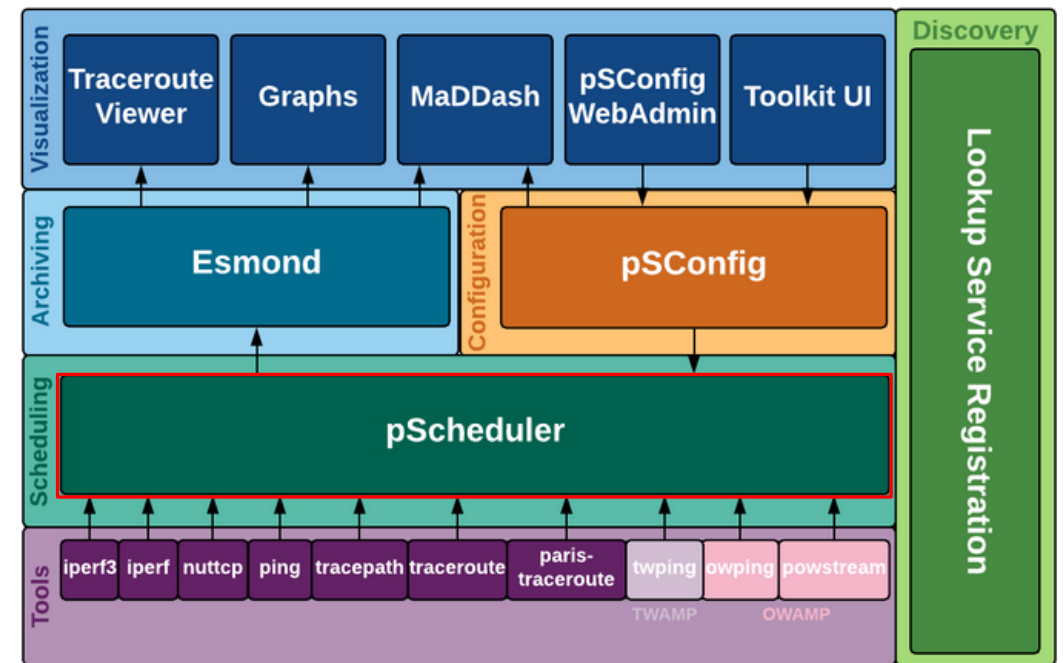 Visualization
Traceroute
Viewer
Graphs
MaDDash
pSConfig
WebAdmin
Toolkit UI
Discovery
Lookup Service Registration
Archiving
Esmond
Configuration
pSConfig
Scheduling
pScheduler
Tools
iperf3
iperf
nuttcp
ping
tracepath
traceroute
paris-
traceroute
twping
owping
powstream
TWAMP
OWAMP